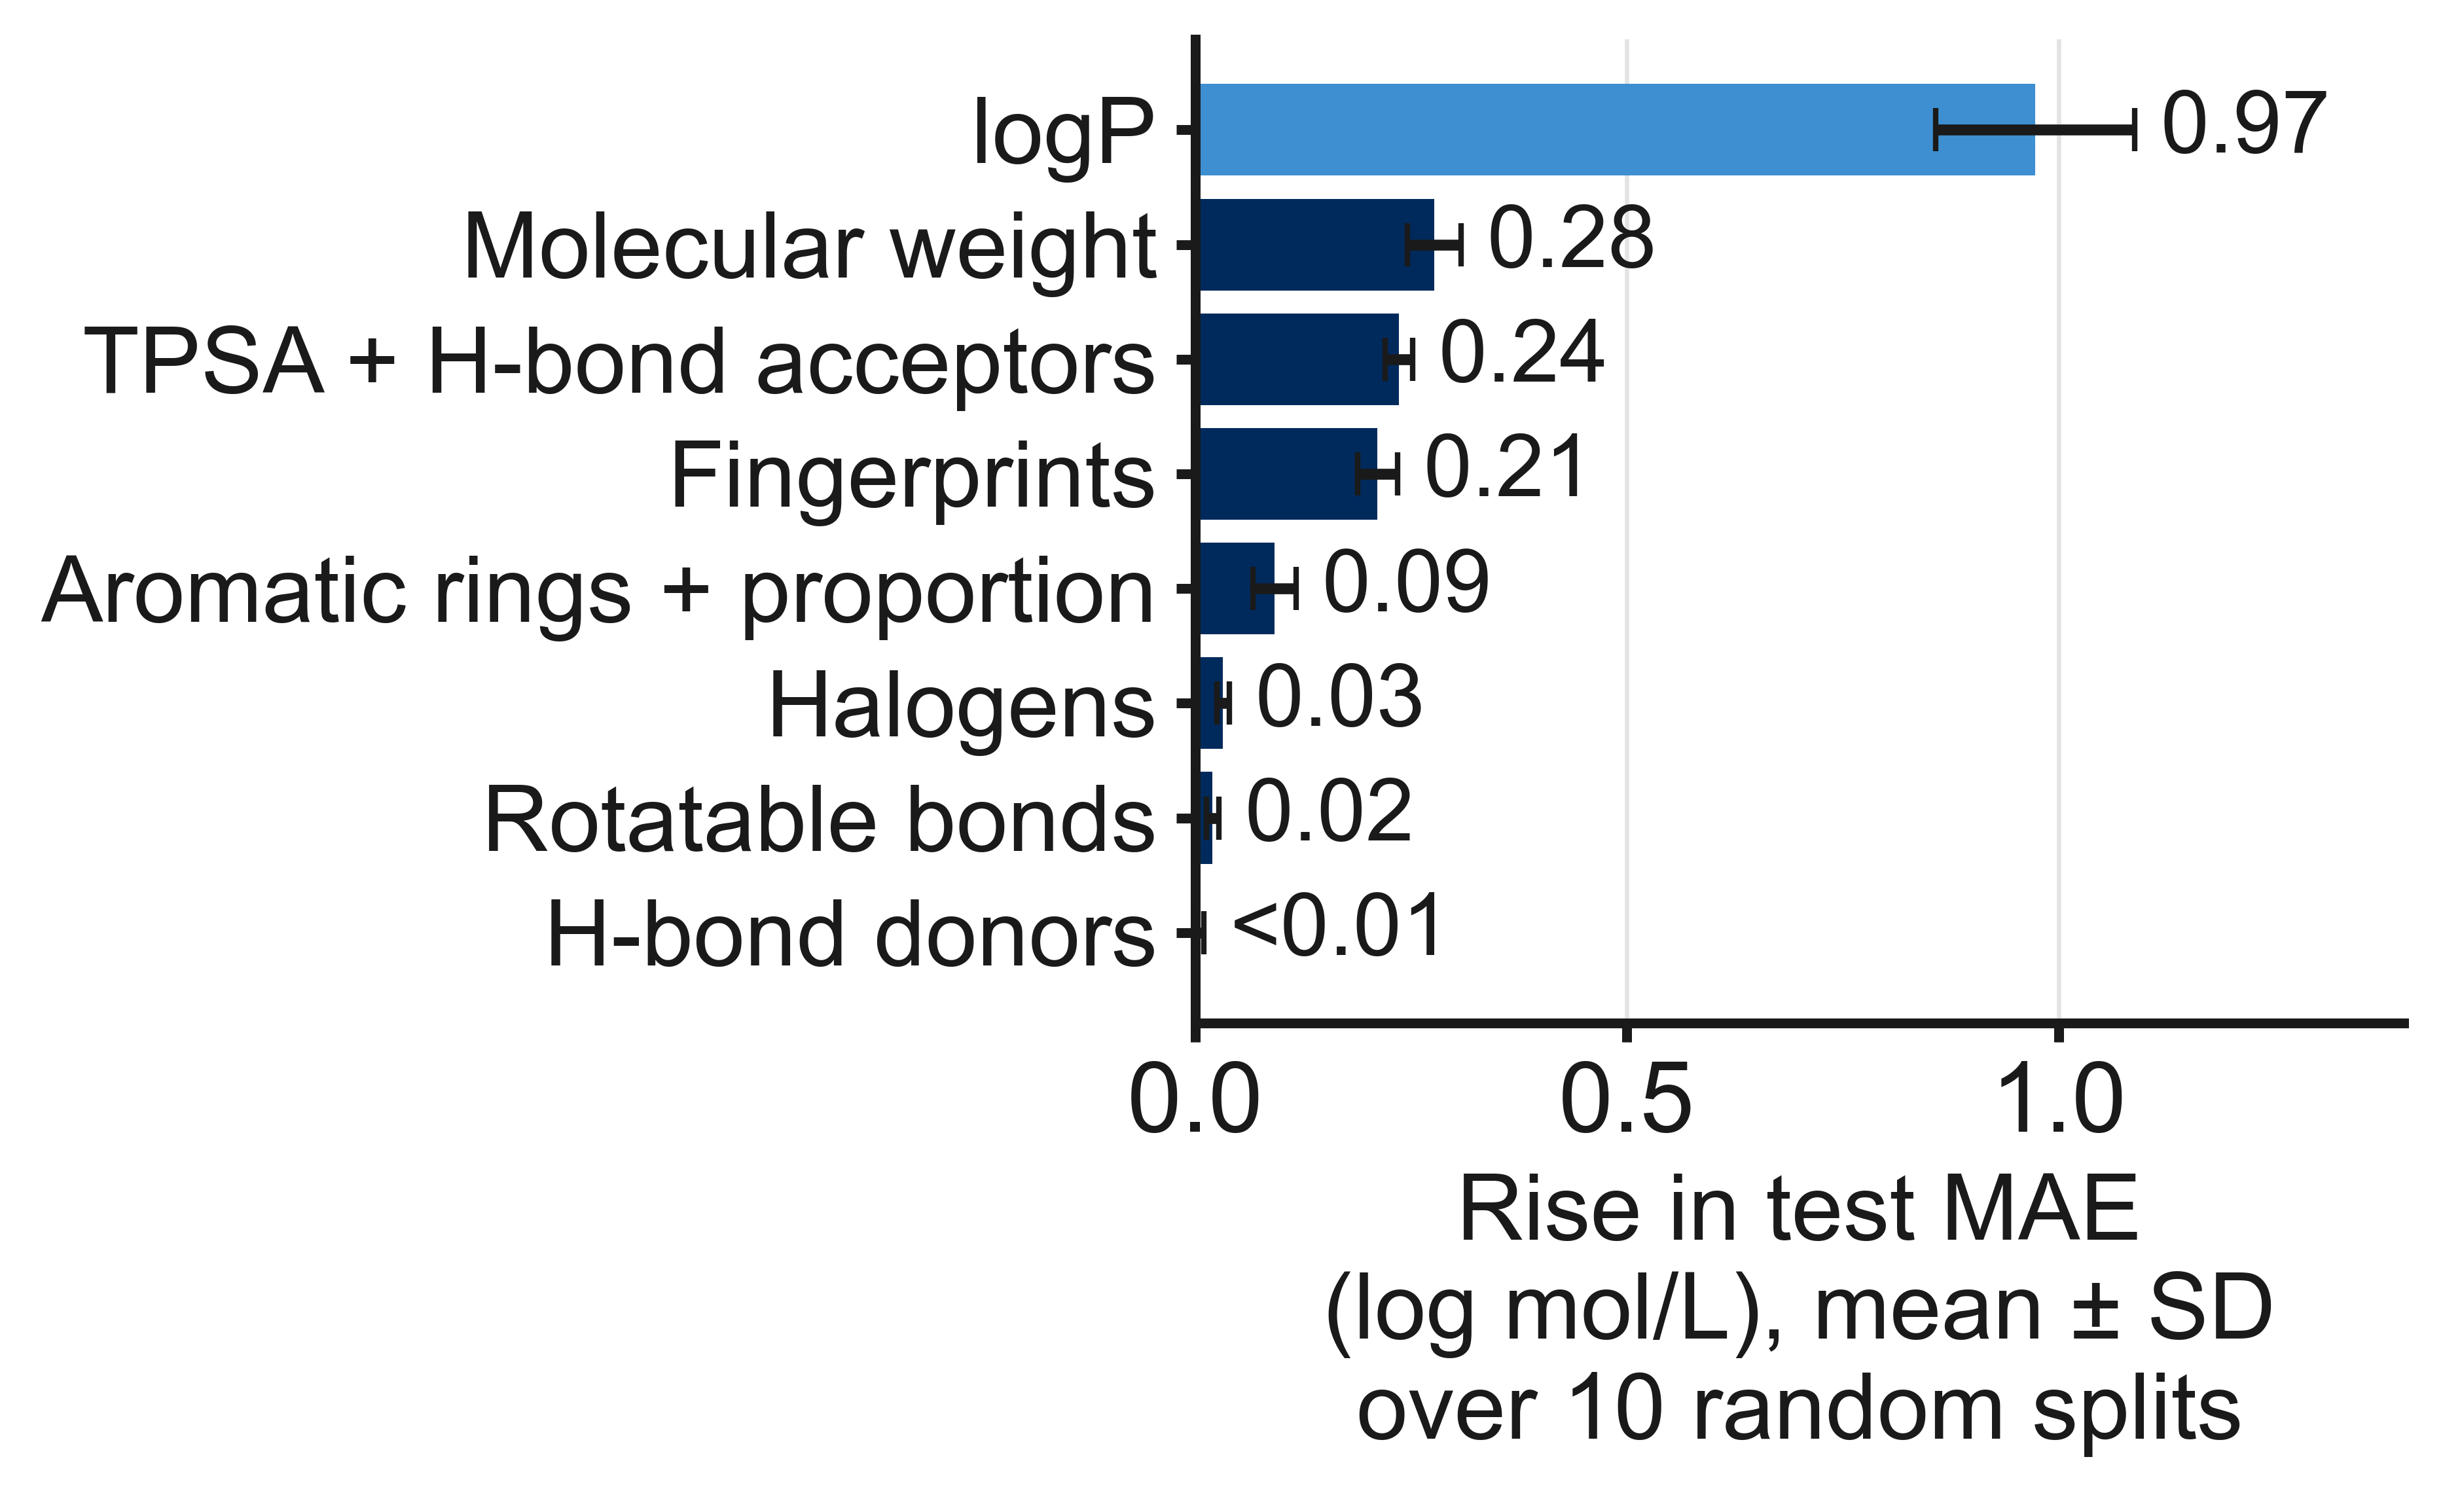 logP 0.97
Molecular weight 0.28
TPSA + H-bond acceptors 0.24
Fingerprints 0.21
Aromatic rings + proportion 0.09
Halogens 0.03
Rotatable bonds 0.02
H-bond donors <0.01
0.0 0.5 1.0
Rise in test MAE
(log mol/L), mean ± SD
over 10 random splits